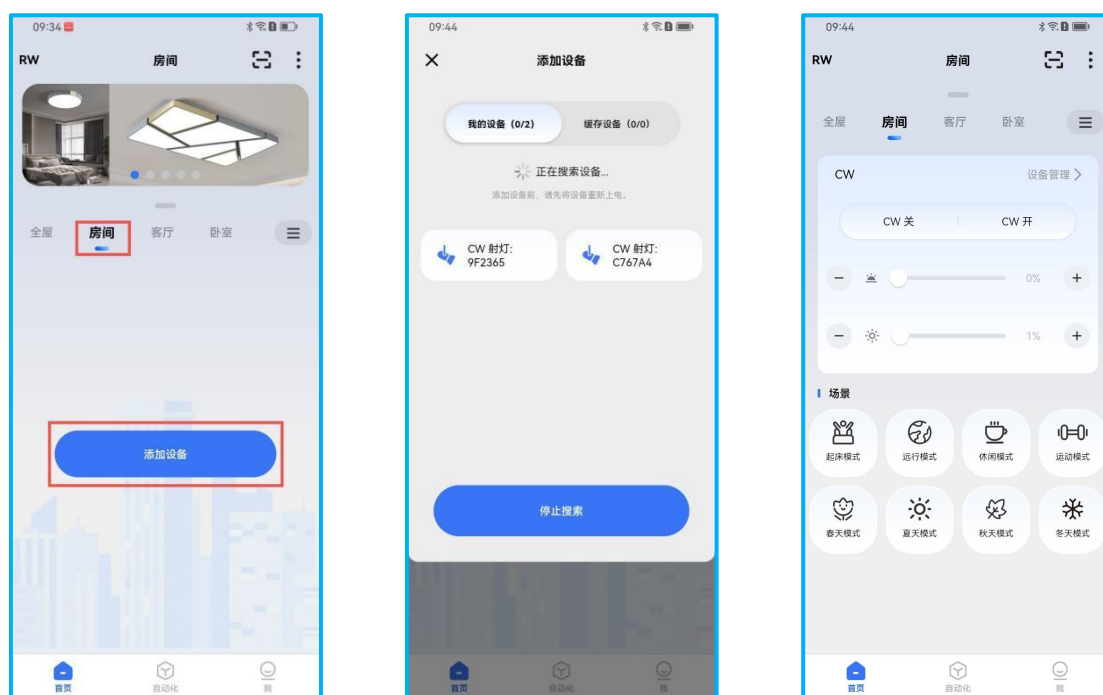 09:34
RW
房间
全屋
房间
客厅
卧室
添加设备
首页
自动化
我
09:44
添加设备
我的设备（0/2）
缓存设备（0/0）
正在搜索设备...
添加设备前，请先将设备重新上电。
CW 射灯:
9F2365
CW 射灯:
C767A4
停止搜索
首页
自动化
我
09:44
RW
房间
全屋
房间
客厅
卧室
CW
设备管理
CW 关
CW 开
0%
1%
场景
起床模式
远行模式
休闲模式
运动模式
春天模式
夏天模式
秋天模式
冬天模式
首页
自动化
我